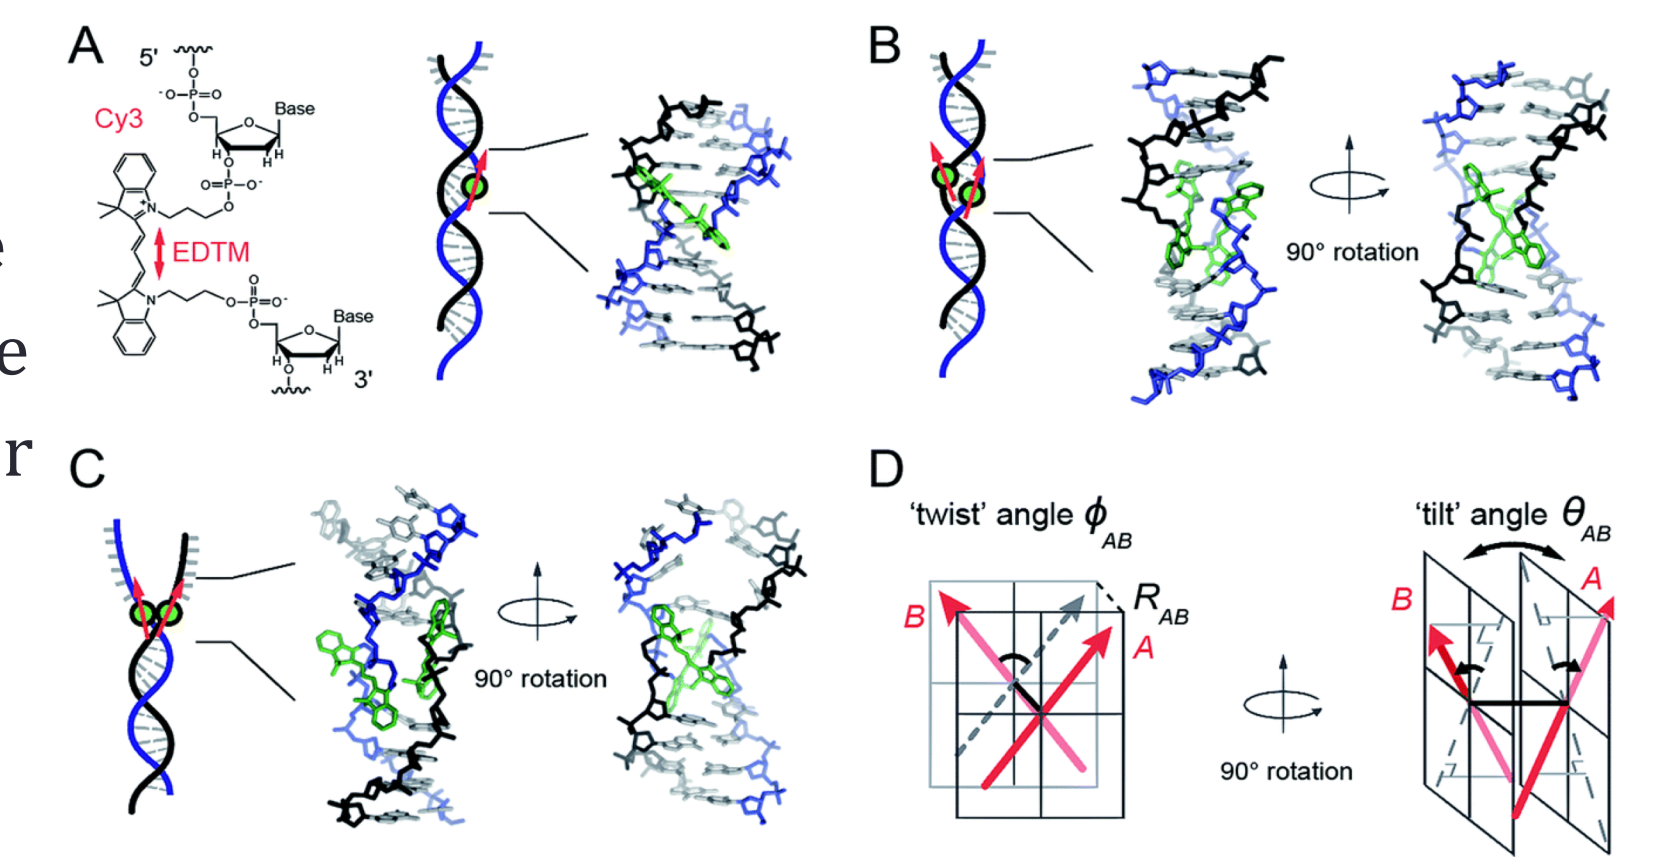 A
5'
O
-O
P
O
O
Base
O
H
H
Cy3
O
P
O-
O
N
O
EDTM
N
O
O
P
O-
O
Base
O
H
H
O
3'
e
e
r
B
90° rotation
C
90° rotation
D
'twist' angle ϕAB
'tilt' angle θAB
B
RAB
A
B
A
90° rotation